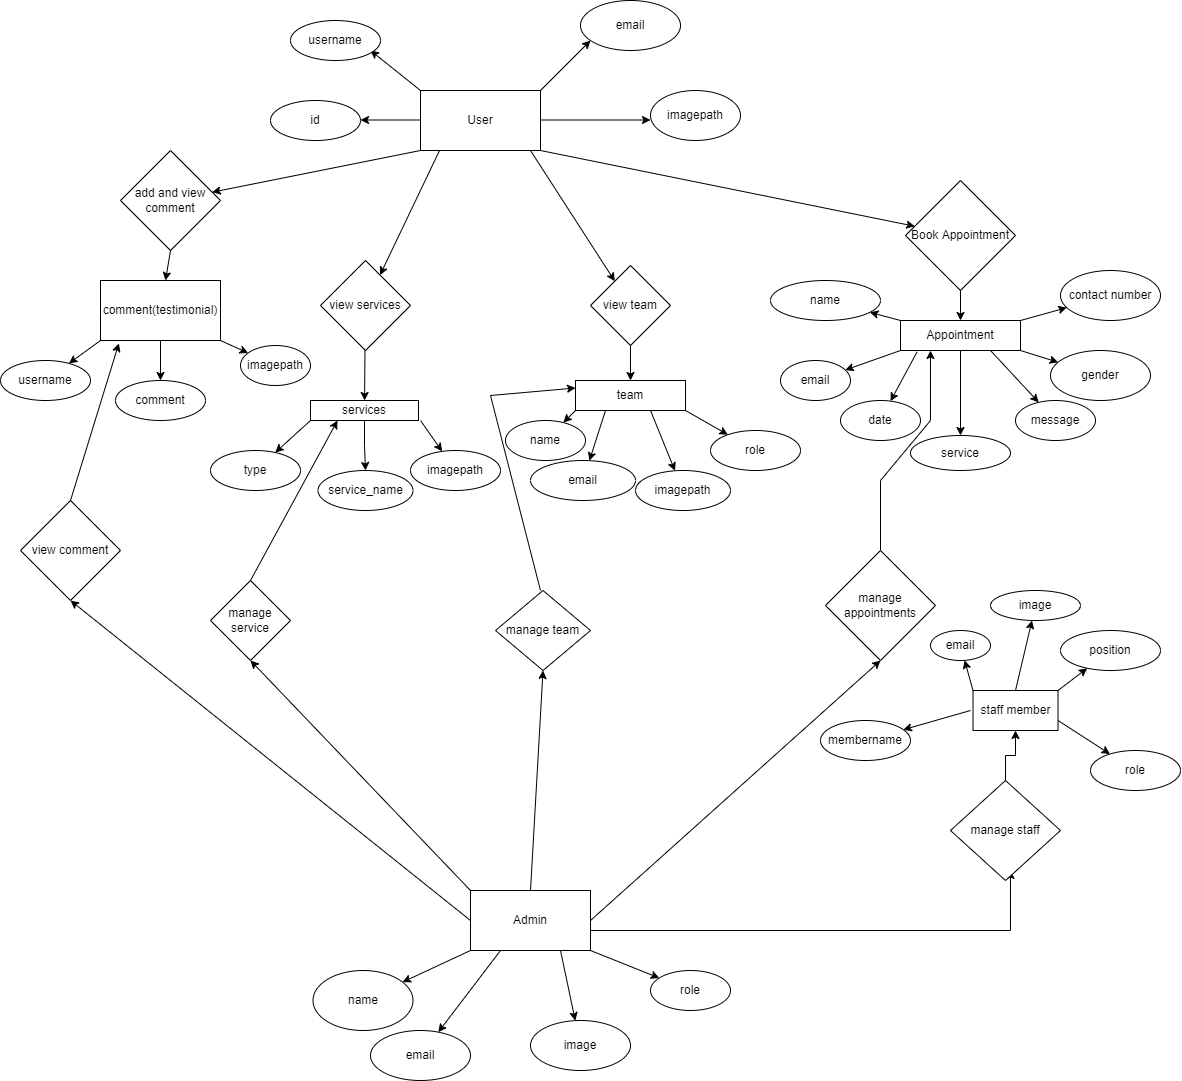 email
username
imagepath
id
User
add and view
comment
Book Appointment
view services
view team
comment(testimonial)
name
contact number
Appointment
username
comment
imagepath
email
gender
services
team
date
message
service
type
service_name
imagepath
name
email
imagepath
role
view comment
manage
service
manage team
manage
appointments
image
email
position
staff member
membername
role
manage staff
Admin
name
role
email
image